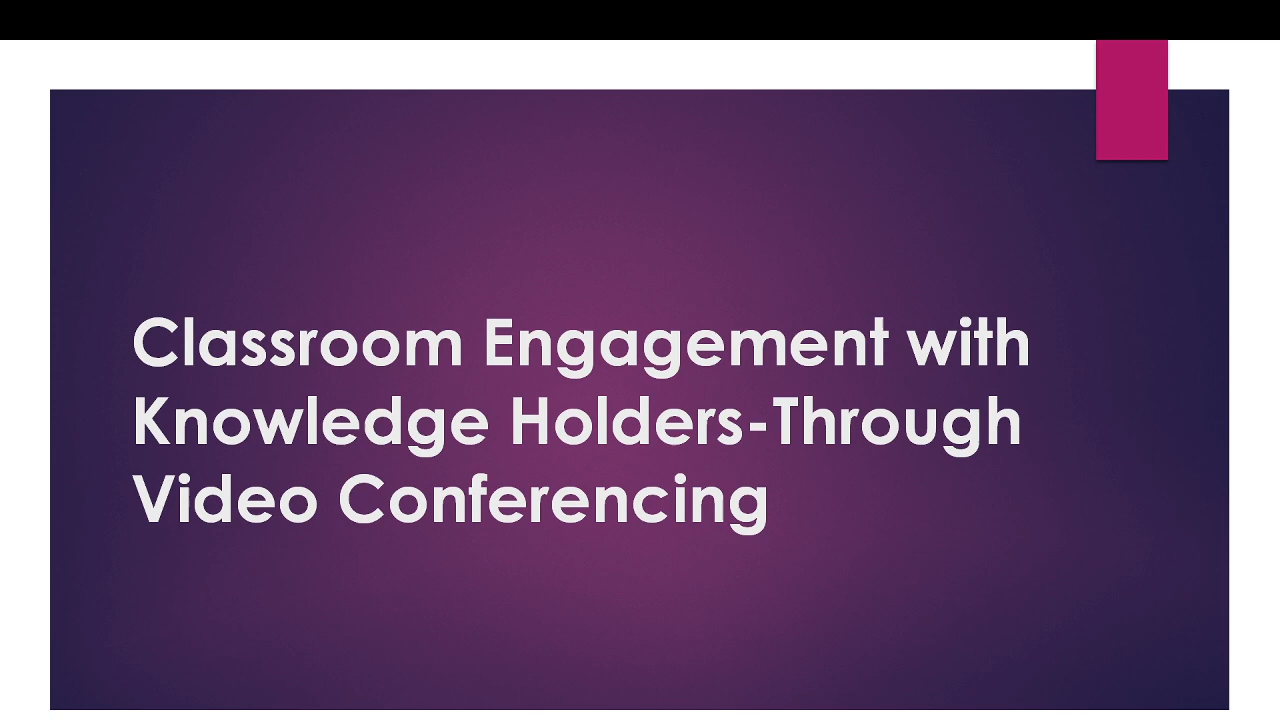 Classroom Engagement with
Knowledge Holders-Through
Video Conferencing